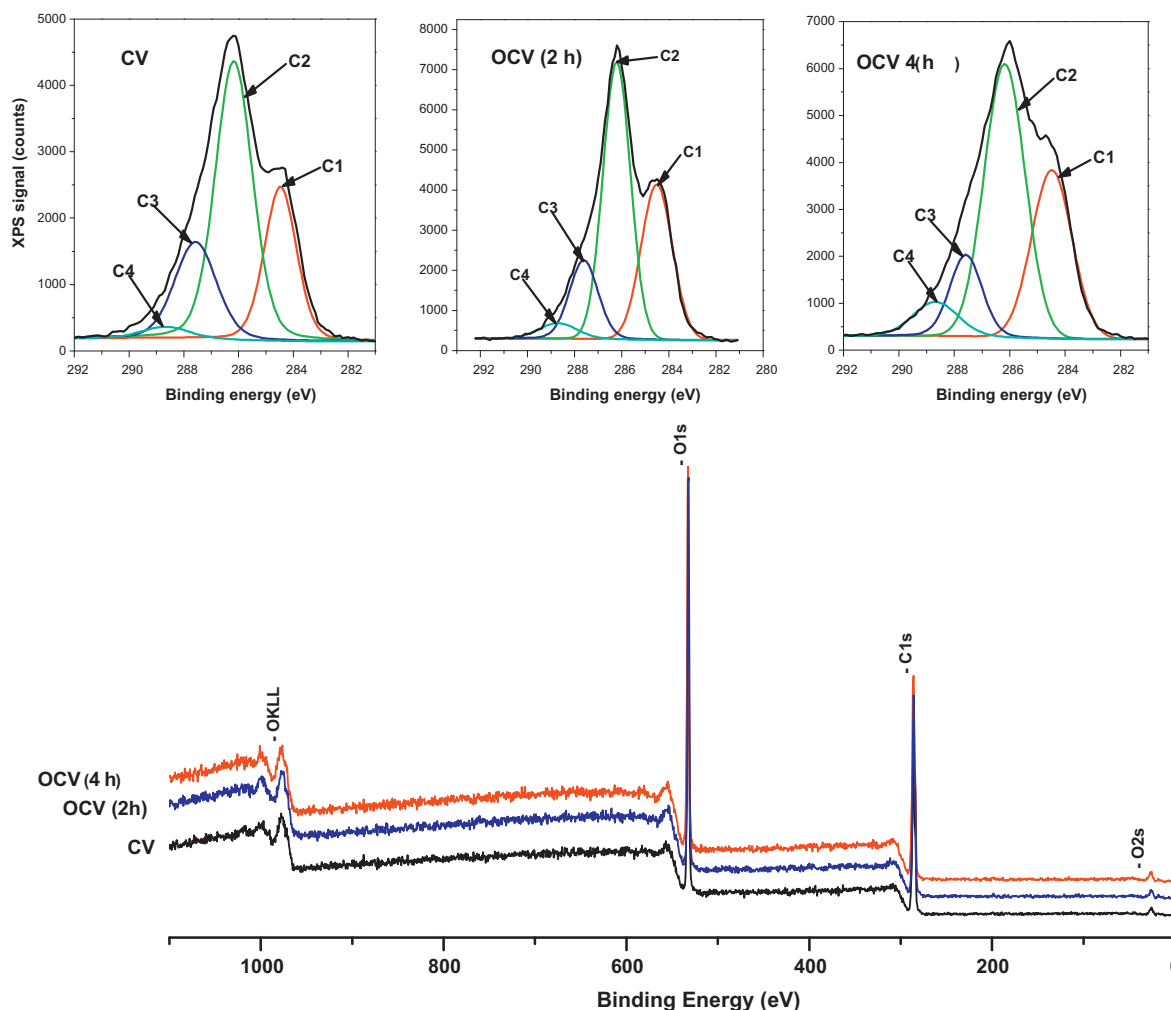 CV
C2
C1
C3
C4
5000
4000
3000
2000
1000
0
292 290 288 286 284 282
XPS signal (counts)
Binding energy (eV)
OCV (2 h)
C2
C1
C3
C4
8000
7000
6000
5000
4000
3000
2000
1000
0
292 290 288 286 284 282 280
Binding energy (eV)
OCV 4(h )
C2
C1
C3
C4
7000
6000
5000
4000
3000
2000
1000
0
292 290 288 286 284 282
Binding energy (eV)
- O1s
- C1s
- OKLL
- O2s
OCV (4 h)
OCV (2h)
CV
1000 800 600 400 200
Binding Energy (eV)